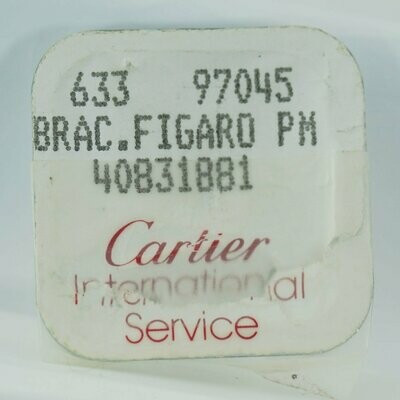 633 97045
BRAC.FIGARO PM
40831881
Cartier
International
Service